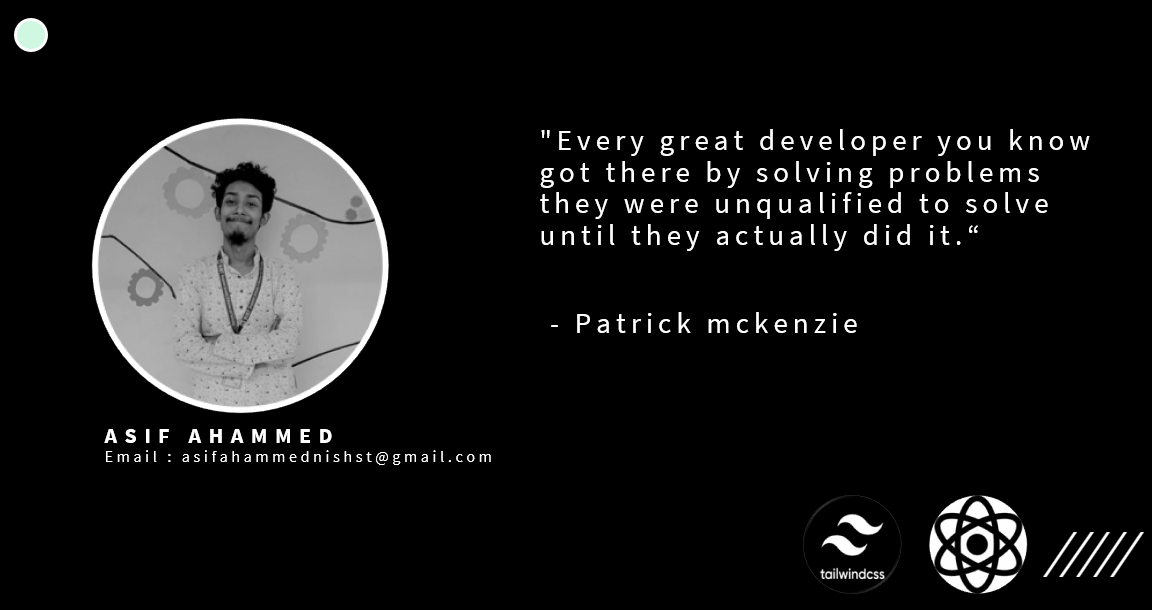 "Every great developer you know
got there by solving problems
they were unqualified to solve
until they actually did it.“
- Patrick mckenzie
ASIF AHAMMED
Email : asifahammednishst@gmail.com
tailwindcss